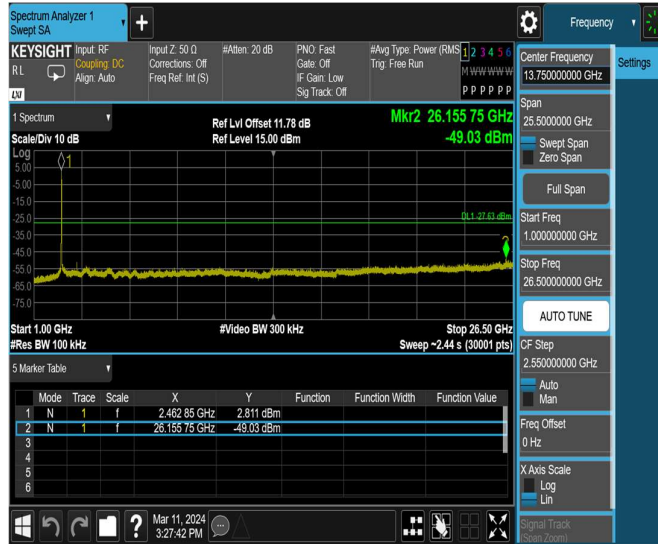 Spectrum Analyzer 1
Swept SA
Frequency
KEYSIGHT
Input: RF
Coupling: DC
Align: Auto
Input Z: 50 Ω
Corrections: Off
Freq Ref: Int (S)
#Atten: 20 dB
PNO: Fast
Gate: Off
IF Gain: Low
Sig Track: Off
#Avg Type: Power (RMS
Trig: Free Run
1 2 3 4 5 6
M W W W W W
P P P P P P
R L
LXI
1 Spectrum
Scale/Div 10 dB
Ref Lvl Offset 11.78 dB
Ref Level 15.00 dBm
Mkr2 26.155 75 GHz
-49.03 dBm
Log
5.00
-5.00
-15.0
-25.0
-35.0
-45.0
-55.0
-65.0
-75.0
1
DL1 -27.63 dBm
2
Start 1.00 GHz
#Video BW 300 kHz
Stop 26.50 GHz
#Res BW 100 kHz
Sweep ~2.44 s (30001 pts)
5 Marker Table
Mode Trace Scale X Y Function Function Width Function Value
1 N 1 f 2.462 85 GHz 2.811 dBm
2 N 1 f 26.155 75 GHz -49.03 dBm
3
4
5
6
Mar 11, 2024
3:27:42 PM
?
Center Frequency
13.750000000 GHz
Settings
Span
25.5000000 GHz
Swept Span
Zero Span
Full Span
Start Freq
1.000000000 GHz
Stop Freq
26.500000000 GHz
AUTO TUNE
CF Step
2.550000000 GHz
Auto
Man
Freq Offset
0 Hz
X Axis Scale
Log
Lin
Signal Track
(Span Zoom)